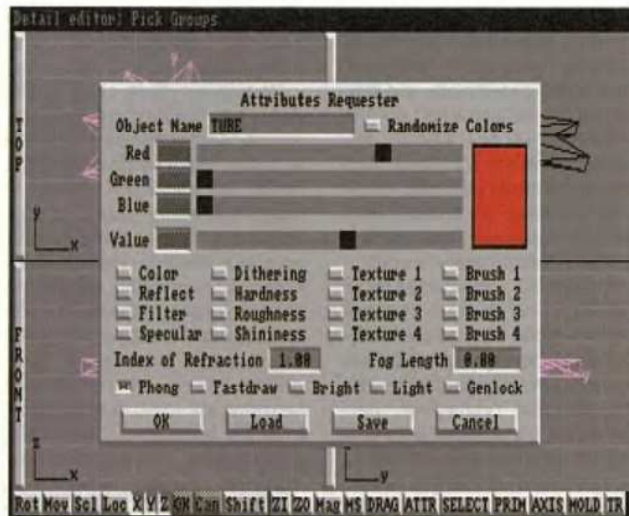 Detail editor: Pick Groups
Attributes Requester
Object Name TUBE Randomize Colors
Red
Green
Blue
Value
Color Dithering Texture 1 Brush 1
Reflect Hardness Texture 2 Brush 2
Filter Roughness Texture 3 Brush 3
Specular Shininess Texture 4 Brush 4
Index of Refraction 1.00 Fog Length 0.00
Phong Fastdraw Bright Light Genlock
OK Load Save Cancel
TOP
y
x
FRONT
z
x
y
Rot Mov Scl Loc X Y Z OK Can Shift ZI ZO Mag MS DRAG ATTR SELECT PRIM AXIS MOLD TR